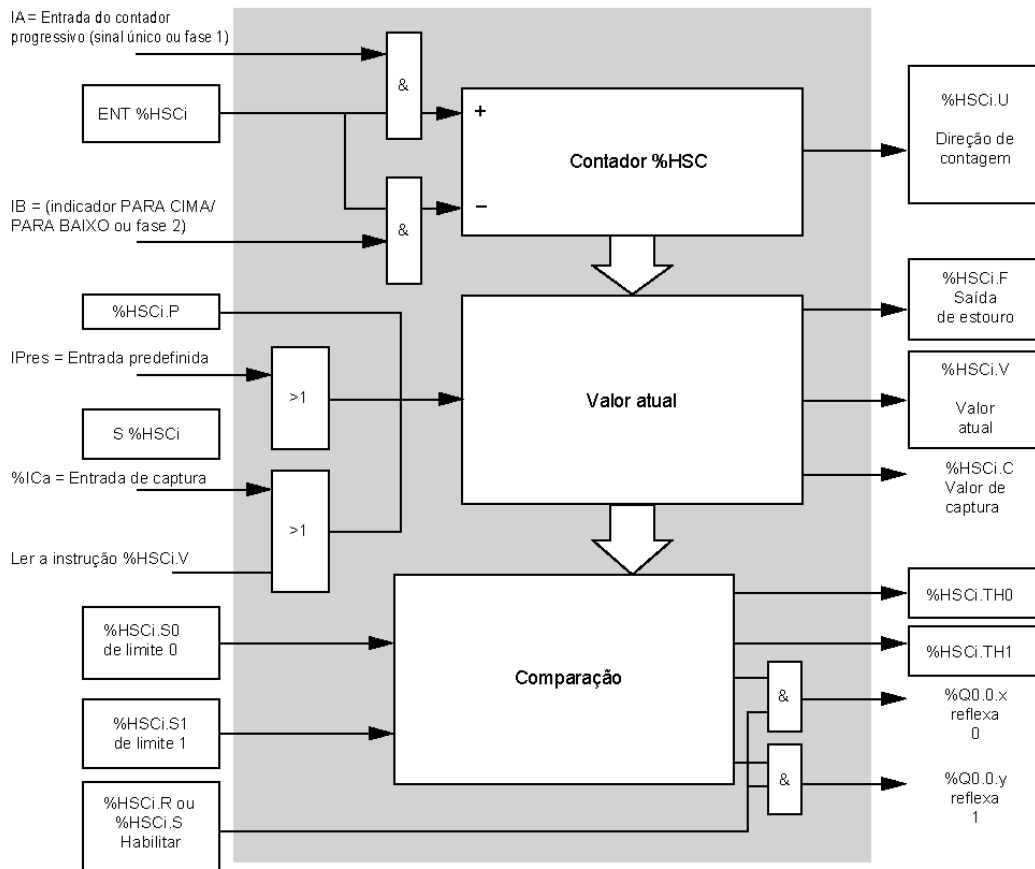 IA = Entrada do contador
progressivo (sinal único ou fase 1)
ENT %HSCi
IB = (indicador PARA CIMA/
PARA BAIXO ou fase 2)
%HSCi.P
IPres = Entrada predefinida
S %HSCi
%ICa = Entrada de captura
Ler a instrução %HSCi.V
%HSCi.S0
de limite 0
%HSCi.S1
de limite 1
%HSCi.R ou
%HSCi.S
Habilitar
&
&
>1
>1
+
Contador %HSC
−
Valor atual
Comparação
&
&
%HSCi.U
Direção de
contagem
%HSCi.F
Saída
de estouro
%HSCi.V
Valor
atual
%HSCi.C
Valor de
captura
%HSCi.TH0
%HSCi.TH1
%Q0.0.x
reflexa
0
%Q0.0.y
reflexa
1